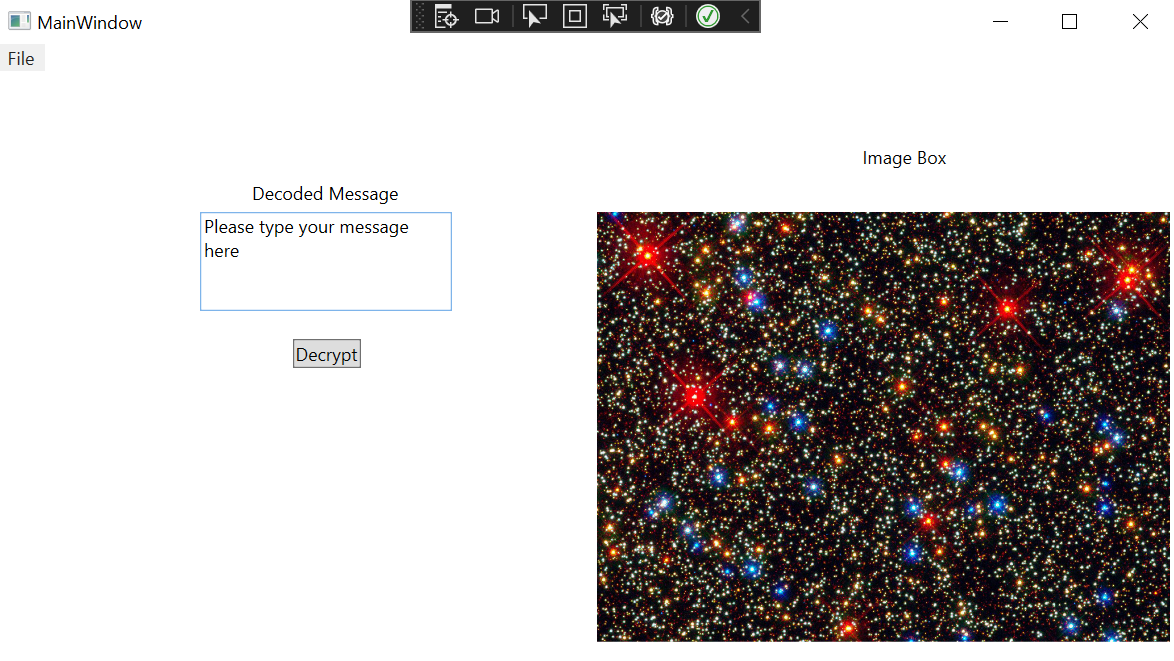 MainWindow
File
Image Box
Decoded Message
Please type your message
here
Decrypt